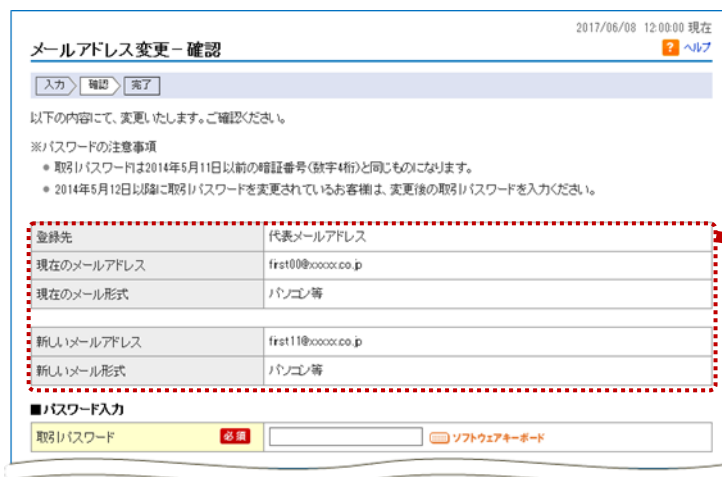 2017/06/08 12:00:00 現在
メールアドレス変更－確認
? ヘルプ
入力 確認 完了
以下の内容にて、変更いたします。ご確認ください。
※パスワードの注意事項
取引パスワードは2014年5月11日以前の暗証番号(数字4桁)と同じものになります。
2014年5月12日以降に取引パスワードを変更されているお客様は、変更後の取引パスワードを入力ください。
登録先 代表メールアドレス
現在のメールアドレス first00@xxxxx.co.jp
現在のメール形式 パソコン等
新しいメールアドレス first11@xxxxx.co.jp
新しいメール形式 パソコン等
■パスワード入力
取引パスワード 必須 ソフトウェアキーボード